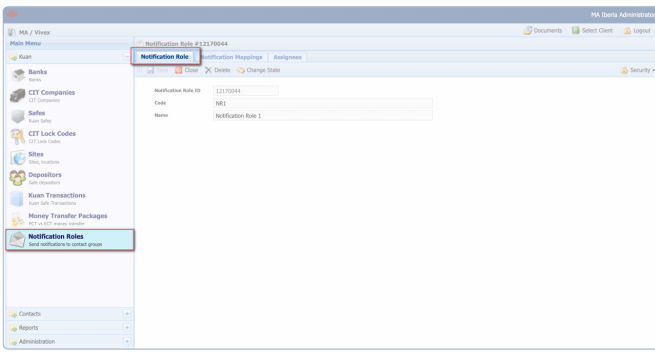 MA Iberia Administrator
MA / Vivex
Documents Select Client Logout
Main Menu
Notification Role #12170044
Kuan
Notification Role Notification Mappings Assignees
Save Close Delete Change State Security
Banks
Banks
CIT Companies
CIT Companies
Safes
Kuan Safes
CIT Lock Codes
CIT Lock Codes
Sites
Sites, locations
Depositors
Safe depositors
Kuan Transactions
Kuan Safe Transactions
Money Transfer Packages
PCT vs ECT money transfer
Notification Roles
Send notifications to contact groups
Notification Role ID 12170044
Code NR1
Name Notification Role 1
Contacts
Reports
Administration